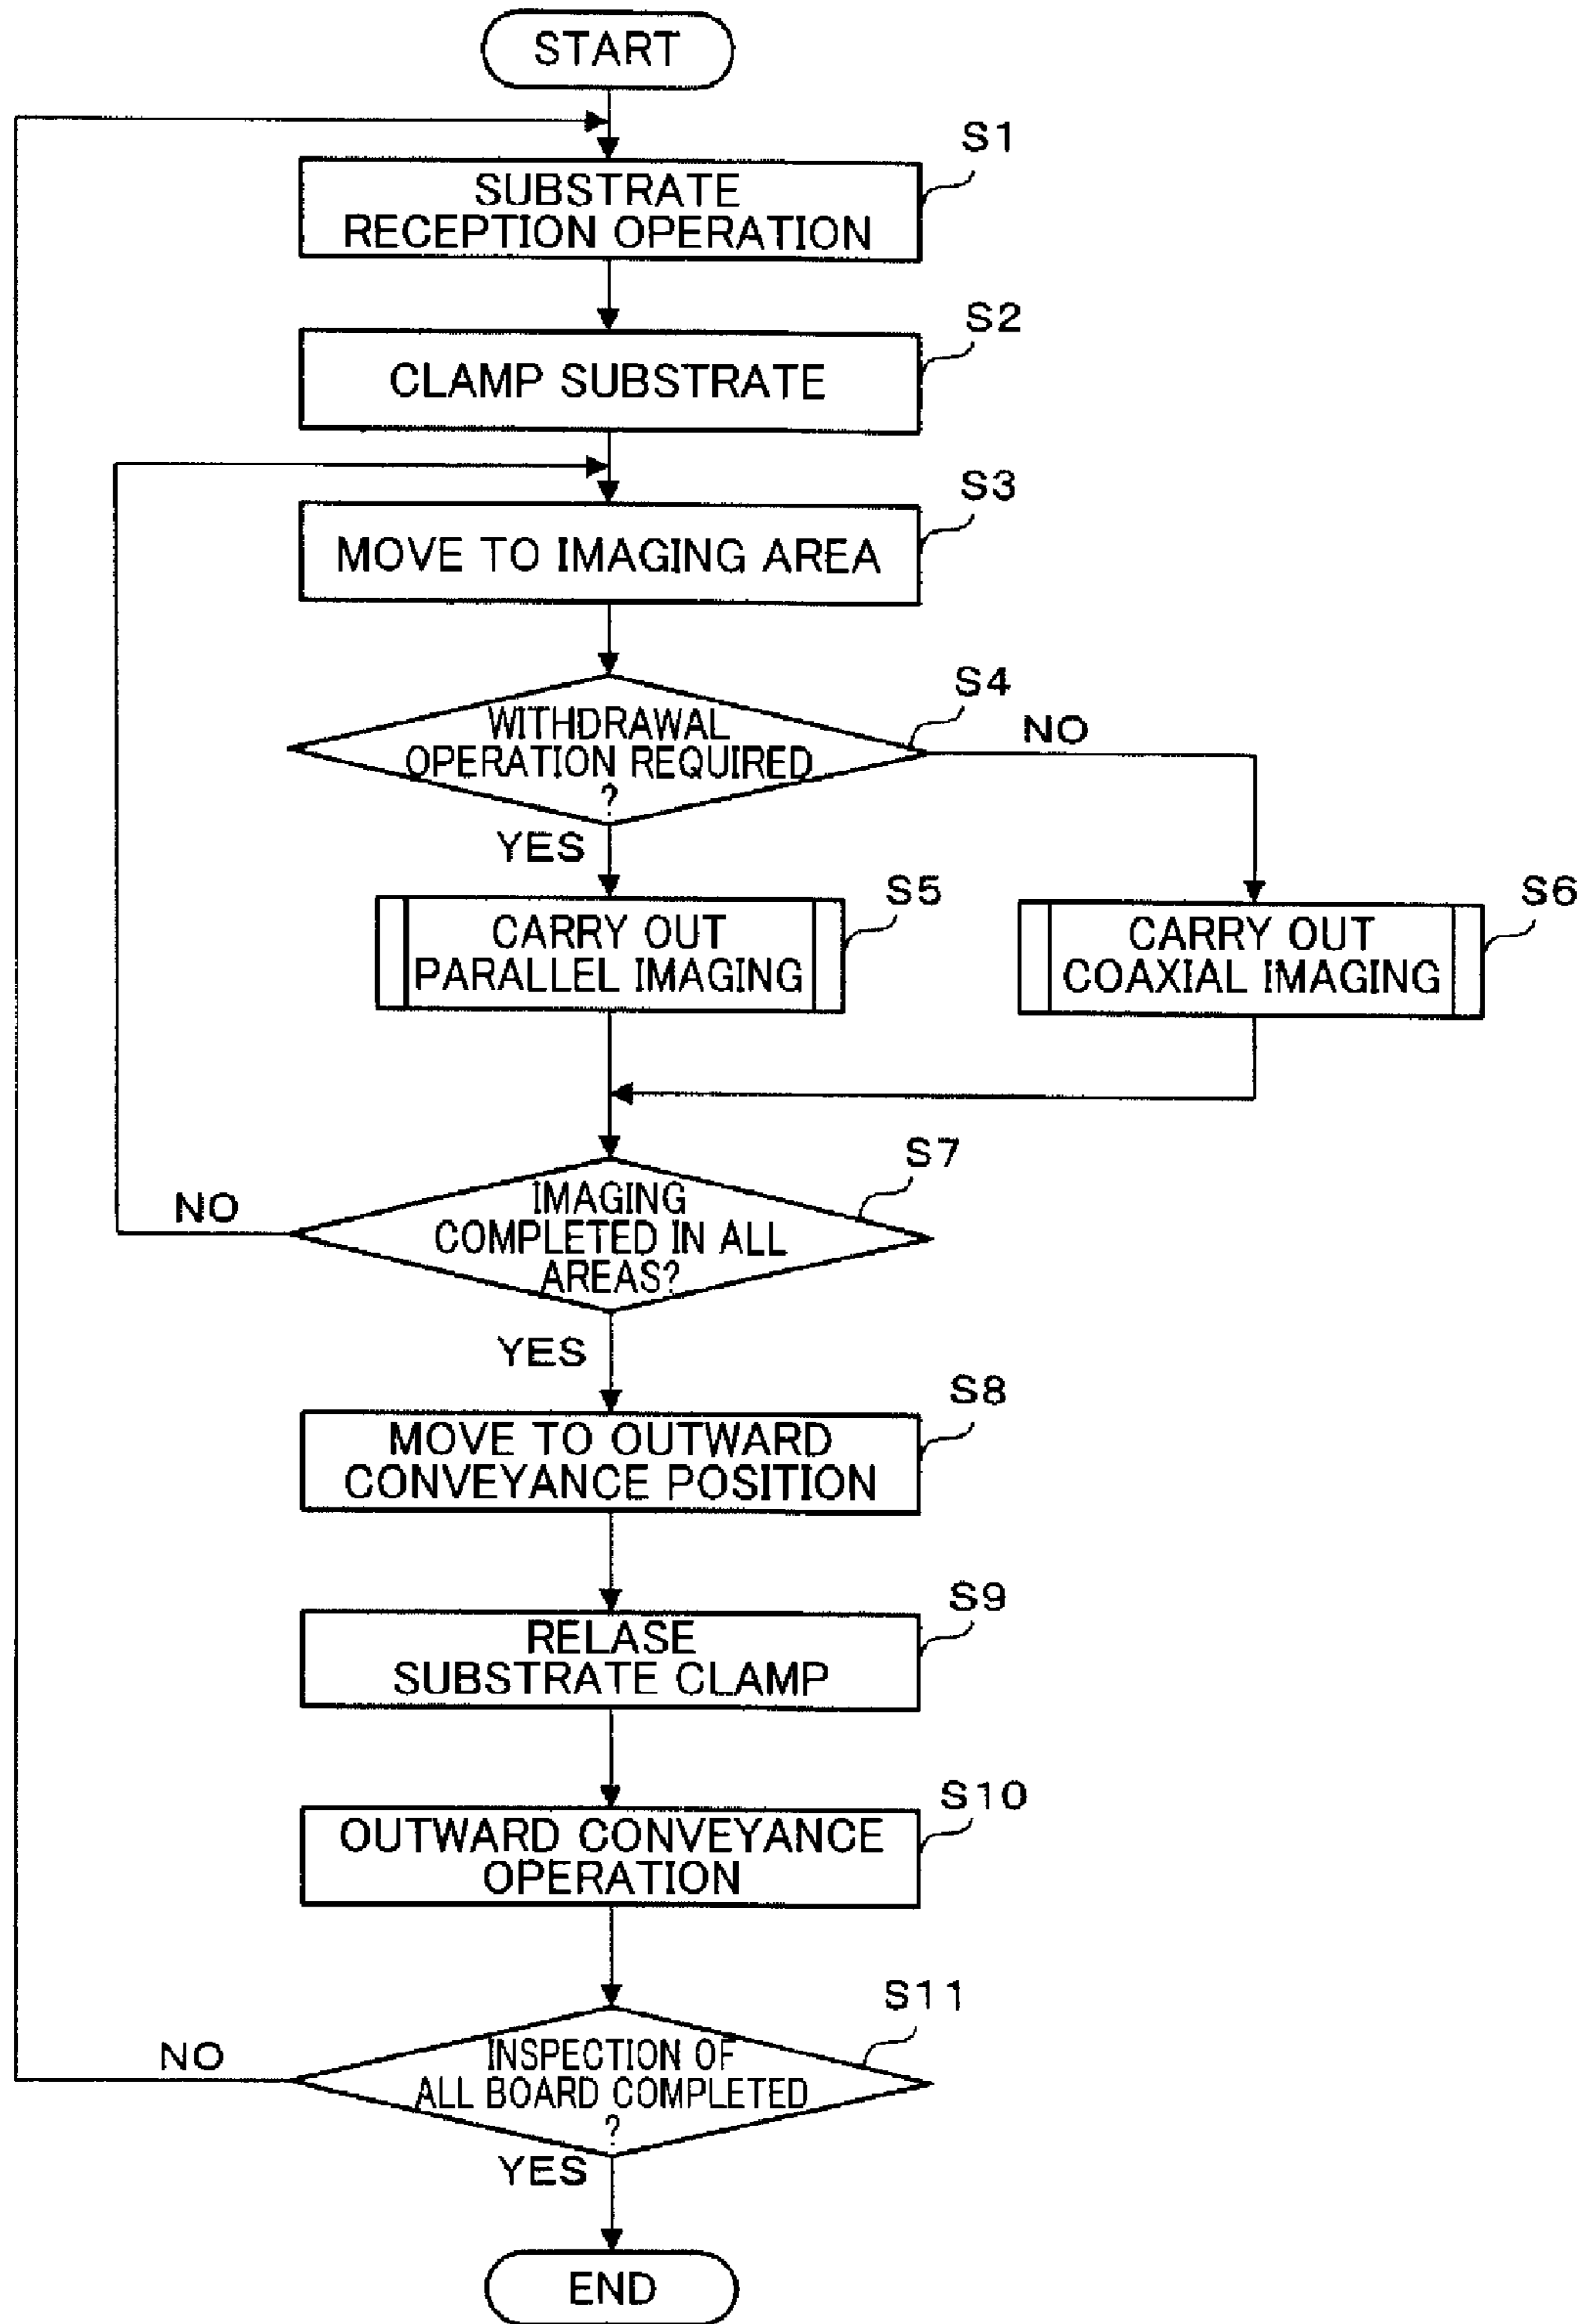 START
S1
SUBSTRATE
RECEPTION OPERATION
S2
CLAMP SUBSTRATE
S3
MOVE TO IMAGING AREA
S4
WITHDRAWAL
OPERATION REQUIRED
?
NO
YES
S5
CARRY OUT
PARALLEL IMAGING
S6
CARRY OUT
COAXIAL IMAGING
S7
IMAGING
COMPLETED IN ALL
AREAS?
NO
YES
S8
MOVE TO OUTWARD
CONVEYANCE POSITION
S9
RELASE
SUBSTRATE CLAMP
S10
OUTWARD CONVEYANCE
OPERATION
S11
INSPECTION OF
ALL BOARD COMPLETED
?
NO
YES
END